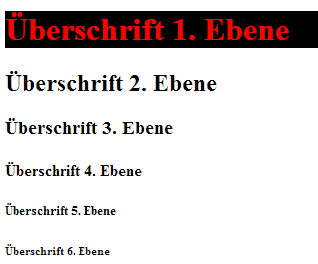 Überschrift 1. Ebene
Überschrift 2. Ebene
Überschrift 3. Ebene
Überschrift 4. Ebene
Überschrift 5. Ebene
Überschrift 6. Ebene